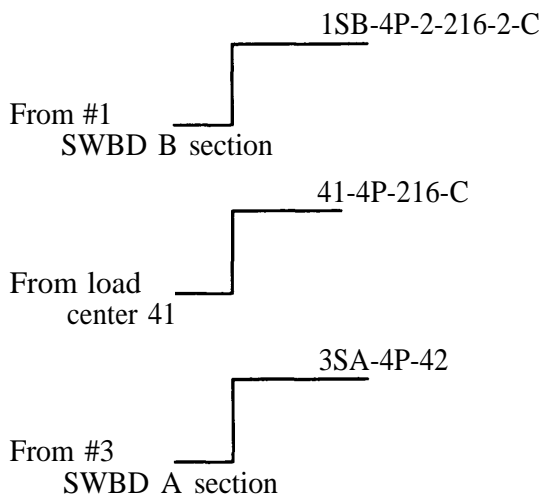 1SB-4P-2-216-2-C
From #1
SWBD B section
41-4P-216-C
From load
center 41
3SA-4P-42
From #3
SWBD A section